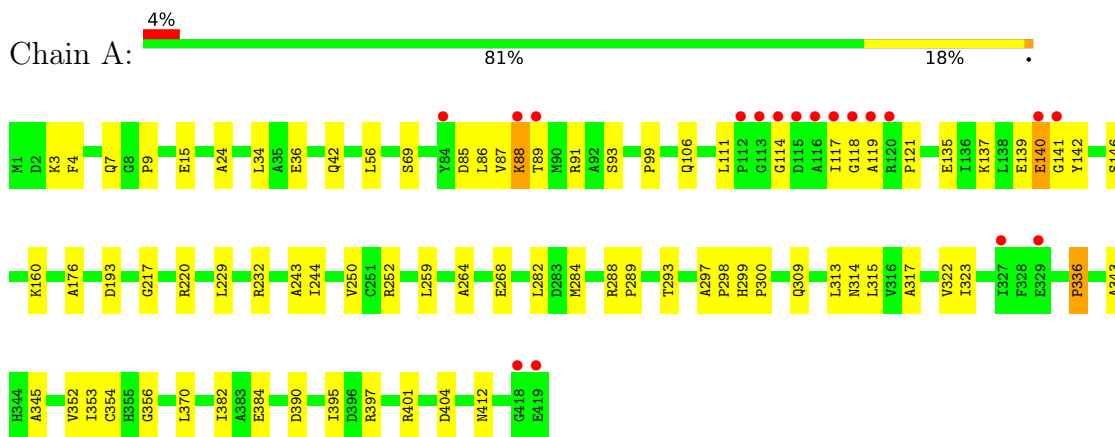 4%
Chain A:
81% 18% •
M1 D2 K3 F4 Q7 G8 P9 E15 A24 L34 A35 E36 Q42 L56 S69 Y84 D85 L86 V87 K88 T89 M90 R91 A92 S93 P99 Q106 L111 P112 G113 G114 D115 A116 I117 G118 A119 R120 P121 E135 I136 K137 L138 E139 E140 G141 Y142 S146
K160 A176 D193 G217 R220 L229 R232 A243 I244 V250 C251 R252 L259 A264 E268 L282 D283 M284 R288 P289 T293 A297 P298 H299 P300 Q309 L313 N314 L315 V316 A317 V322 I323 I327 F328 E329 P336 A343
H344 A345 V352 I353 C354 H355 G356 L370 I382 A383 E384 D390 I395 D396 R397 R401 D404 N412 G418 E419